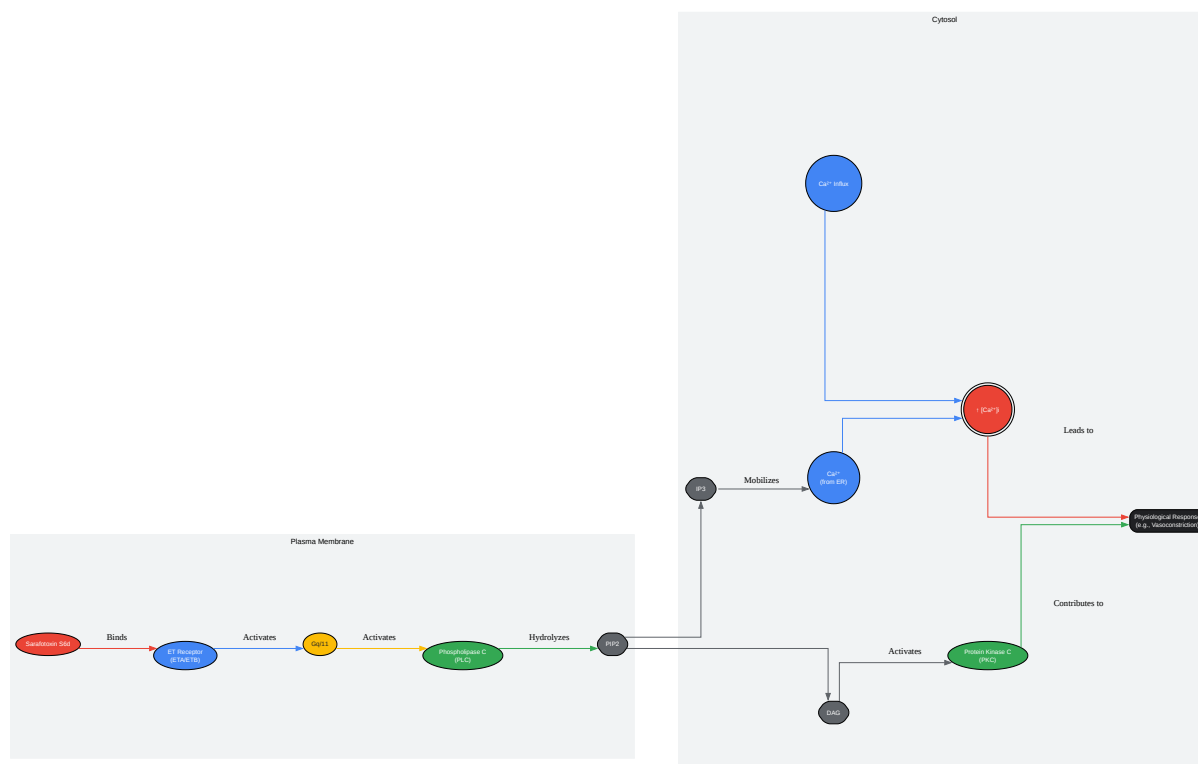 Cytosol
Ca²⁺ Influx
↑ [Ca²⁺]i
Leads to
Ca²⁺
(from ER)
Mobilizes
IP3
Physiological Response
(e.g., Vasoconstriction)
Plasma Membrane
Contributes to
Sarafotoxin S6d
Binds
ET Receptor
(ETA/ETB)
Activates
Gq/11
Activates
Phospholipase C
(PLC)
Hydrolyzes
PIP2
Activates
Protein Kinase C
(PKC)
DAG